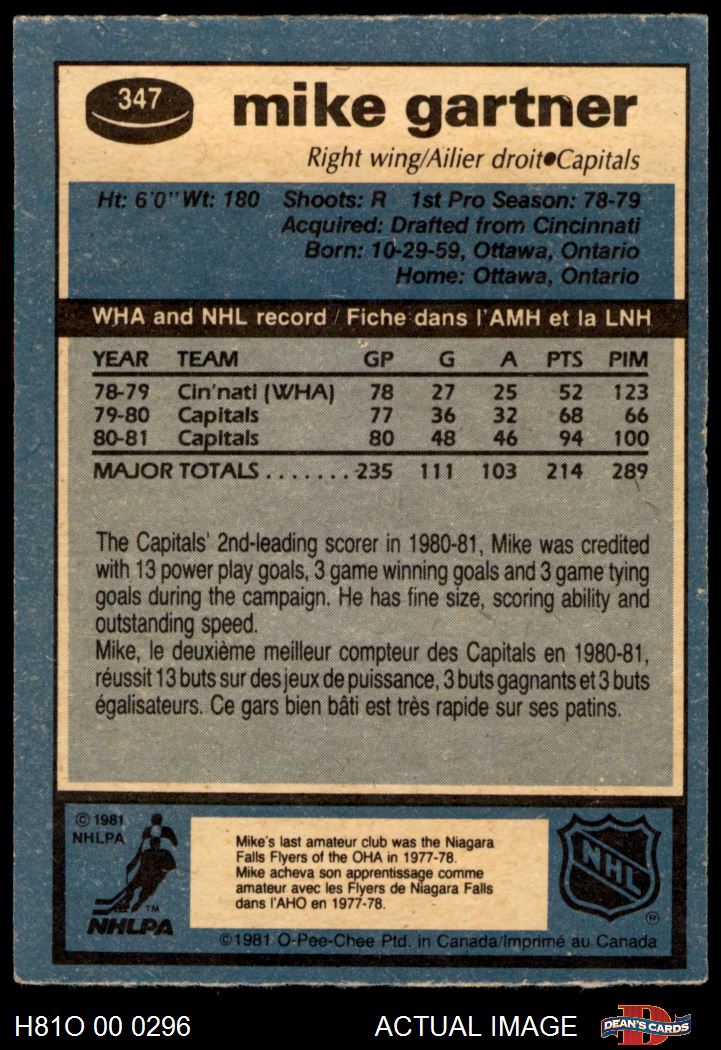 347
mike gartner
Right wing/Ailier droit•Capitals
Ht: 6'0" Wt: 180 Shoots: R 1st Pro Season: 78-79
Acquired: Drafted from Cincinnati
Born: 10-29-59, Ottawa, Ontario
Home: Ottawa, Ontario
WHA and NHL record / Fiche dans l'AMH et la LNH
YEAR TEAM GP G A PTS PIM
78-79 Cin'nati (WHA) 78 27 25 52 123
79-80 Capitals 77 36 32 68 66
80-81 Capitals 80 48 46 94 100
MAJOR TOTALS ....... 235 111 103 214 289
The Capitals' 2nd-leading scorer in 1980-81, Mike was credited
with 13 power play goals, 3 game winning goals and 3 game tying
goals during the campaign. He has fine size, scoring ability and
outstanding speed.
Mike, le deuxième meilleur compteur des Capitals en 1980-81,
réussit 13 buts sur des jeux de puissance, 3 buts gagnants et 3 buts
égalisateurs. Ce gars bien bâti est très rapide sur ses patins.
© 1981
NHLPA
TM
NHLPA
Mike's last amateur club was the Niagara
Falls Flyers of the OHA in 1977-78.
Mike acheva son apprentissage comme
amateur avec les Flyers de Niagara Falls
dans l'AHO en 1977-78.
NHL
®
©1981 O-Pee-Chee Ptd. in Canada/Imprimé au Canada
H81O 00 0296
ACTUAL IMAGE
D
DEAN'S CARDS